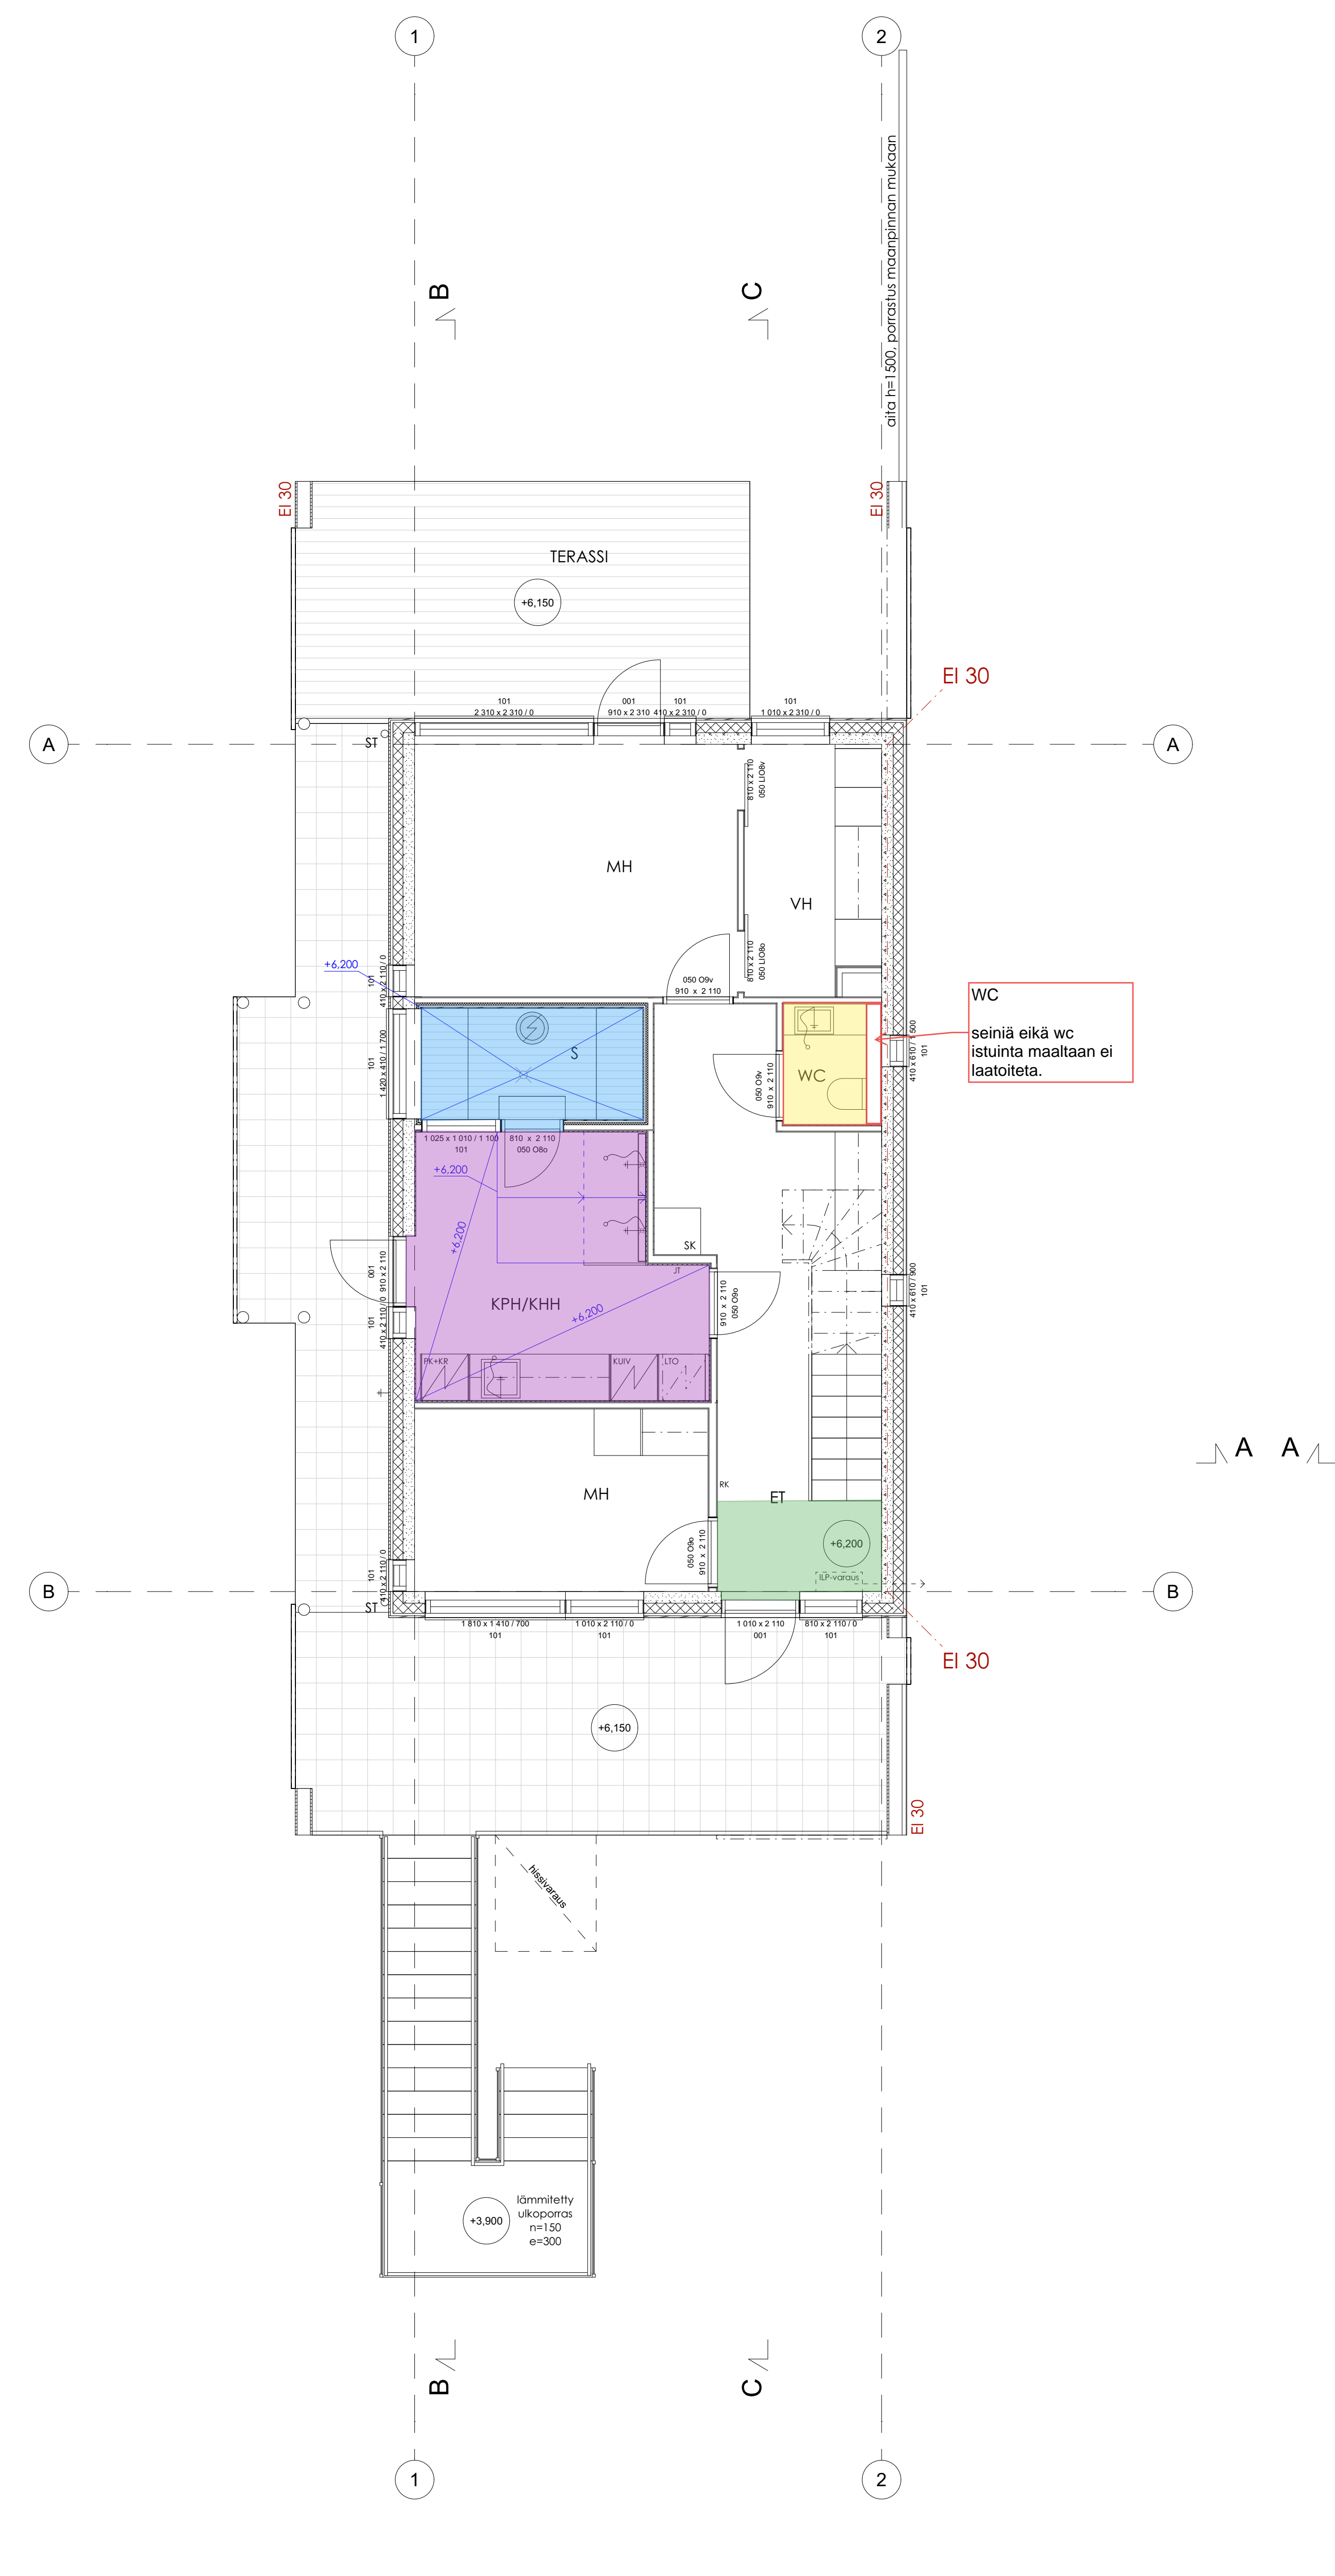 1
2
aita h=1500, porrastus maanpinnan mukaan
B
C
EI 30
EI 30
TERASSI
+6,150
EI 30
101
2 310 x 2 310 / 0
001
910 x 2 310
101
410 x 2 310 / 0
101
1 010 x 2 310 / 0
A
A
ST
810 x 2 110
050 LIO8v
MH
VH
810 x 2 110
050 LIO8o
+6,200
101
410 x 2 110 / 0
050 O9v
910 x 2 110
WC
seiniä eikä wc
istuinta maaltaan ei
laatoiteta.
101
1 420 x 410 / 1 700
S
WC
050 O9v
910 x 2 110
410 x 610 / 1 500
101
1 025 x 1 010 / 1 100
101
810 x 2 110
050 O8o
+6,200
+6,200
SK
JT
001
910 x 2 110
KPH/KHH
+6,200
910 x 2 110
050 O9o
410 x 610 / 900
101
101
410 x 2 110 / 0
PK+KR
KUIV
LTO
A
A
RK
MH
ET
050 O9o
910 x 2 110
+6,200
ILP-varaus
101
410 x 2 110 / 0
B
B
ST
1 810 x 1 410 / 700
101
1 010 x 2 110 / 0
101
1 010 x 2 110
001
810 x 2 110 / 0
101
EI 30
+6,150
EI 30
hissivaraus
+3,900
lämmitetty
ulkoporras
n=150
e=300
B
C
1
2